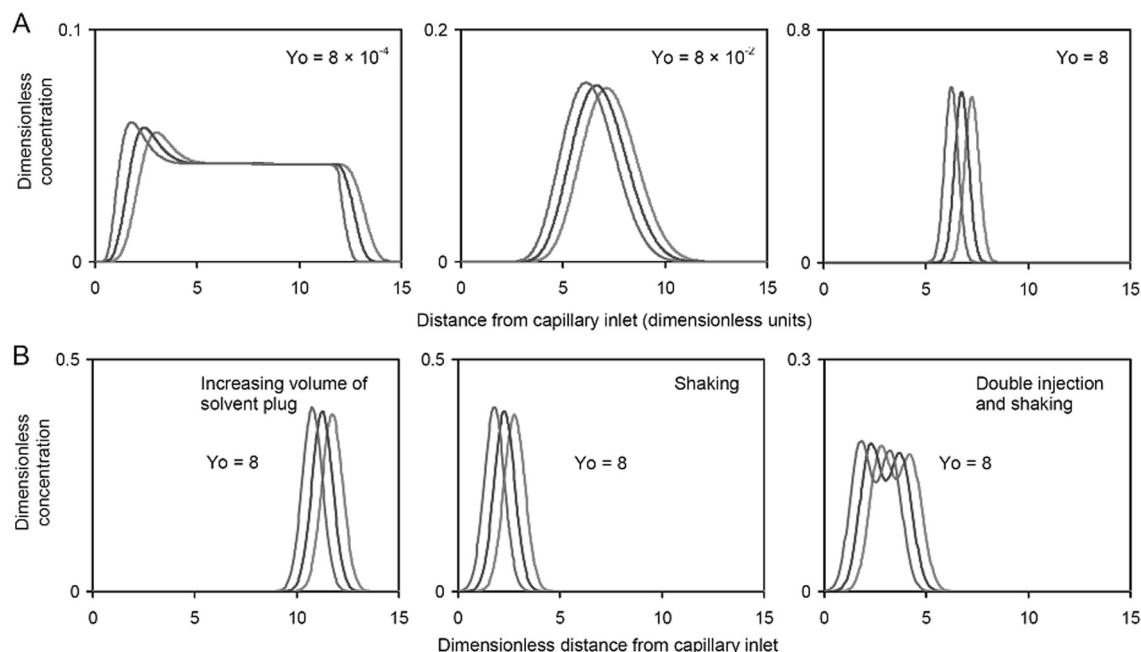 A
Dimensionless
concentration
0.1
0
Yo = 8 × 10⁻⁴
0 5 10 15
0.2
0
Yo = 8 × 10⁻²
0 5 10 15
0.8
0
Yo = 8
0 5 10 15
Distance from capillary inlet (dimensionless units)
B
Dimensionless
concentration
0.5
0
Increasing volume of
solvent plug
Yo = 8
0 5 10 15
0.5
0
Shaking
Yo = 8
0 5 10 15
0.3
0
Double injection
and shaking
Yo = 8
0 5 10 15
Dimensionless distance from capillary inlet